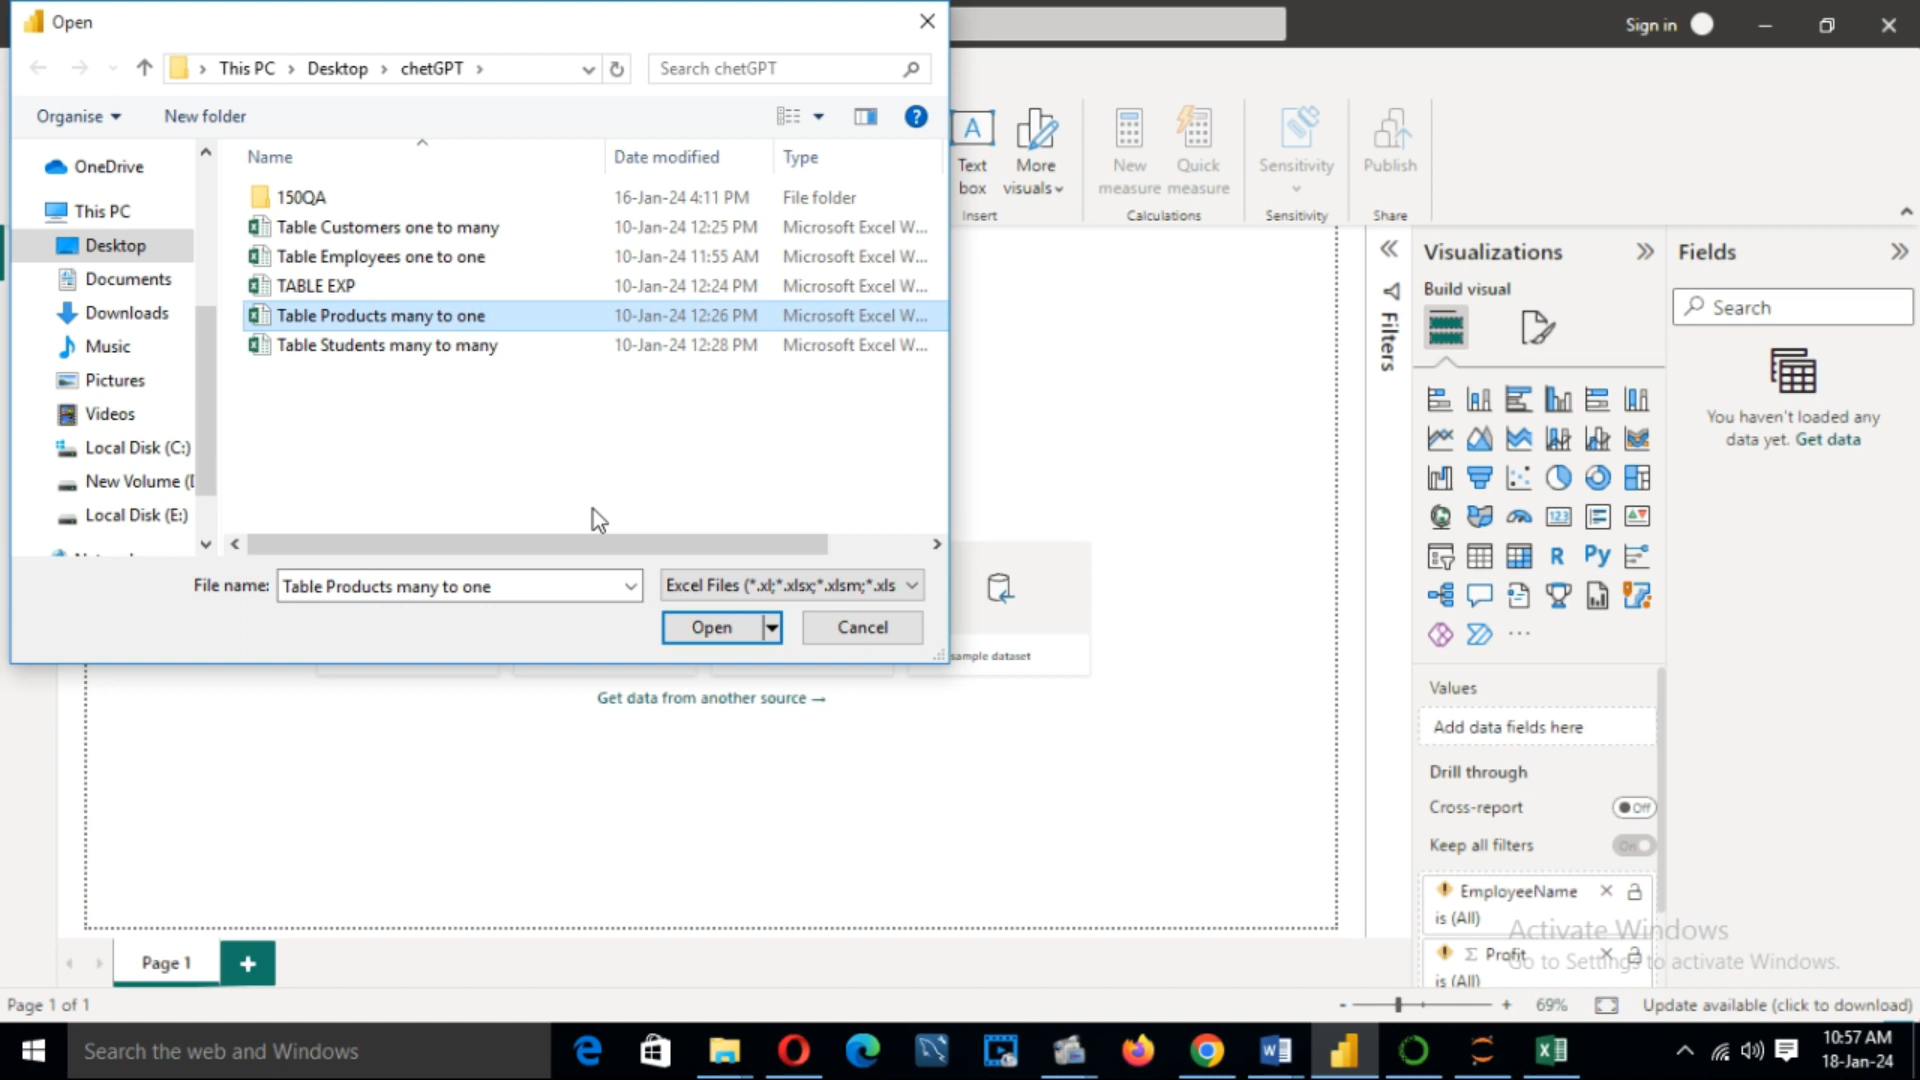 Open
Sign in
This PC
Desktop
chetGPT
Search chetGPT
Organise
New folder
Name
Date modified
Type
OneDrive
This PC
Desktop
Documents
Downloads
Music
Pictures
Videos
Local Disk (C:)
New Volume (
Local Disk (E:)
150QA 16-Jan-24 4:11 PM File folder
Table Customers one to many 10-Jan-24 12:25 PM Microsoft Excel W...
Table Employees one to one 10-Jan-24 11:55 AM Microsoft Excel W...
TABLE EXP 10-Jan-24 12:24 PM Microsoft Excel W...
Table Products many to one 10-Jan-24 12:26 PM Microsoft Excel W...
Table Students many to many 10-Jan-24 12:28 PM Microsoft Excel W...
File name:
Table Products many to one
Excel Files (*.xl;*.xlsx;*.xlsm;*.xls
Open
Cancel
Text box
More visuals
Insert
New measure
Quick measure
Calculations
Sensitivity
Sensitivity
Publish
Share
sample dataset
Get data from another source →
Filters
Visualizations
Build visual
123
R
Py
Values
Add data fields here
Drill through
Cross-report
Off
Keep all filters
On
EmployeeName
is (All)
Σ Profit
is (All)
Fields
Search
You haven't loaded any
data yet. Get data
Activate Windows
Go to Settings to activate Windows.
Page 1
Page 1 of 1
69%
Update available (click to download)
Search the web and Windows
10:57 AM
18-Jan-24